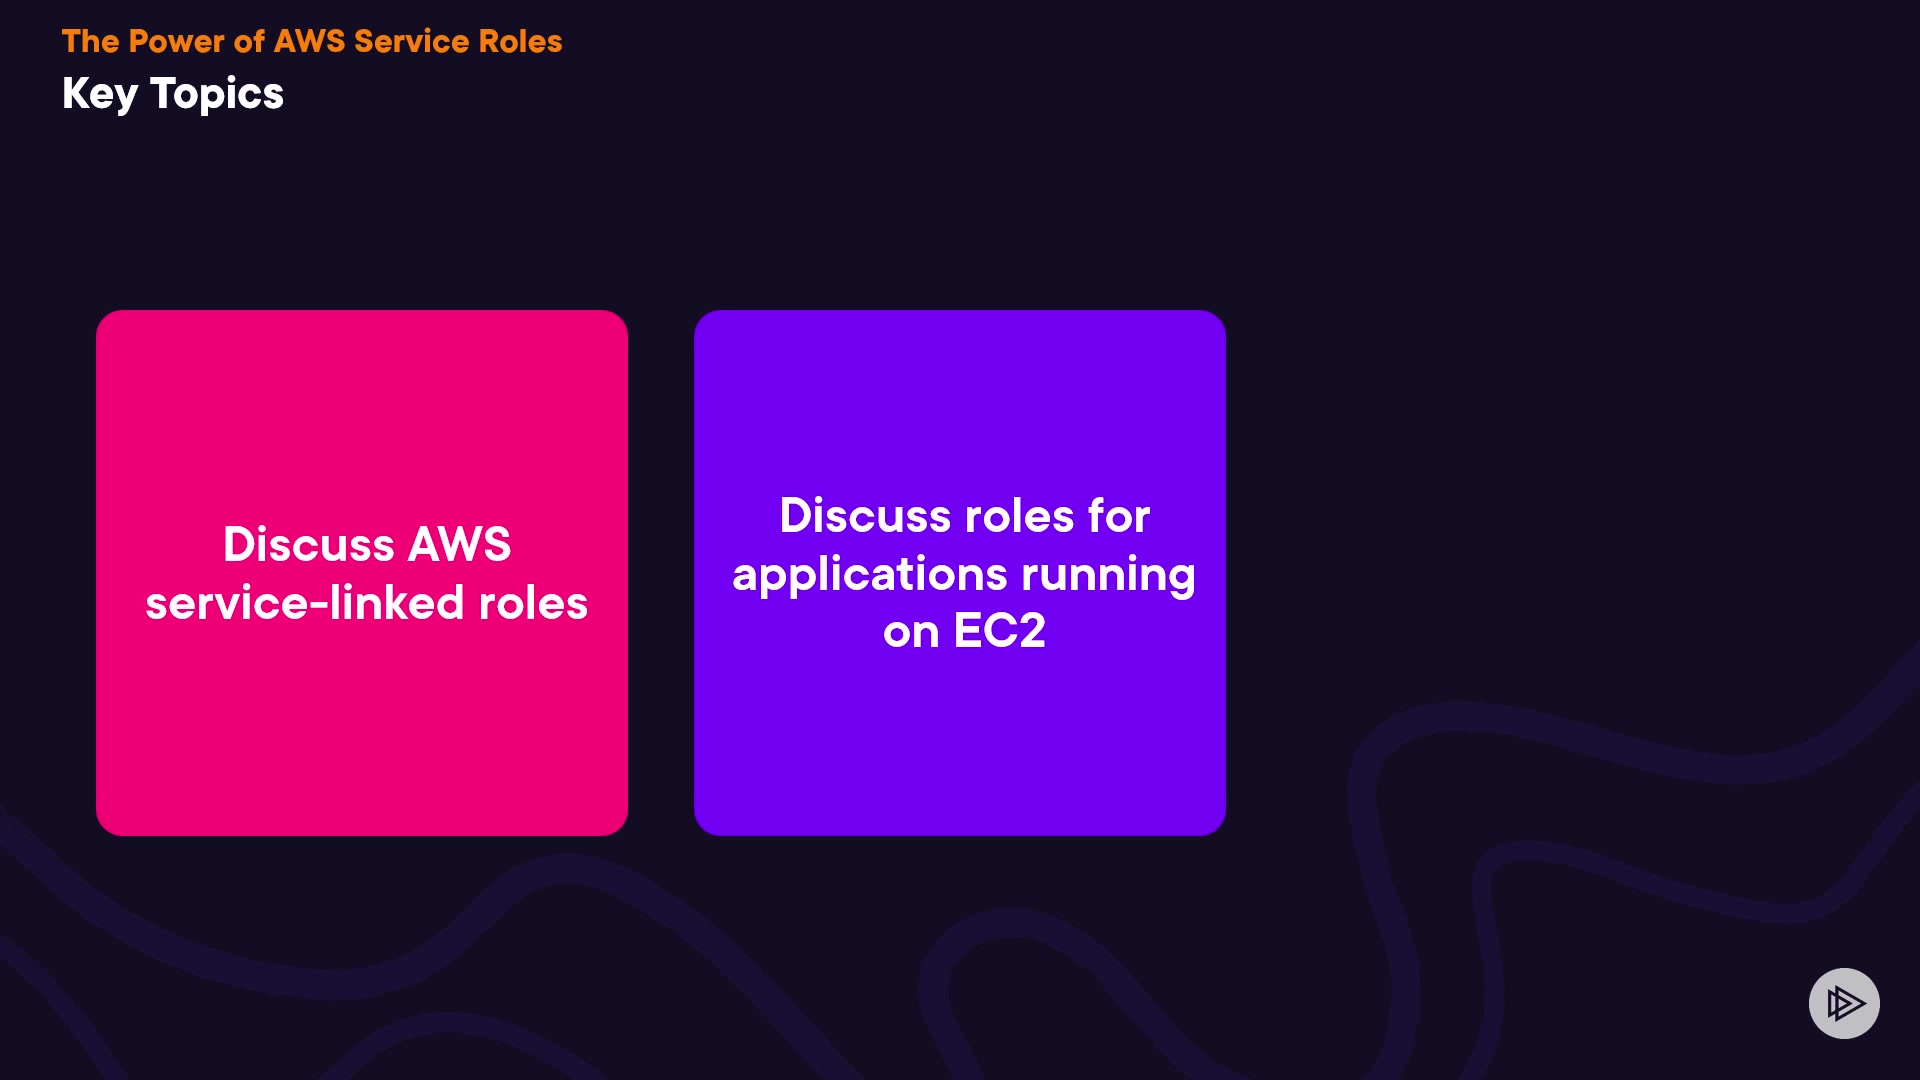 The Power of AWS Service Roles
Key Topics
Discuss AWS
service-linked roles
Discuss roles for
applications running
on EC2